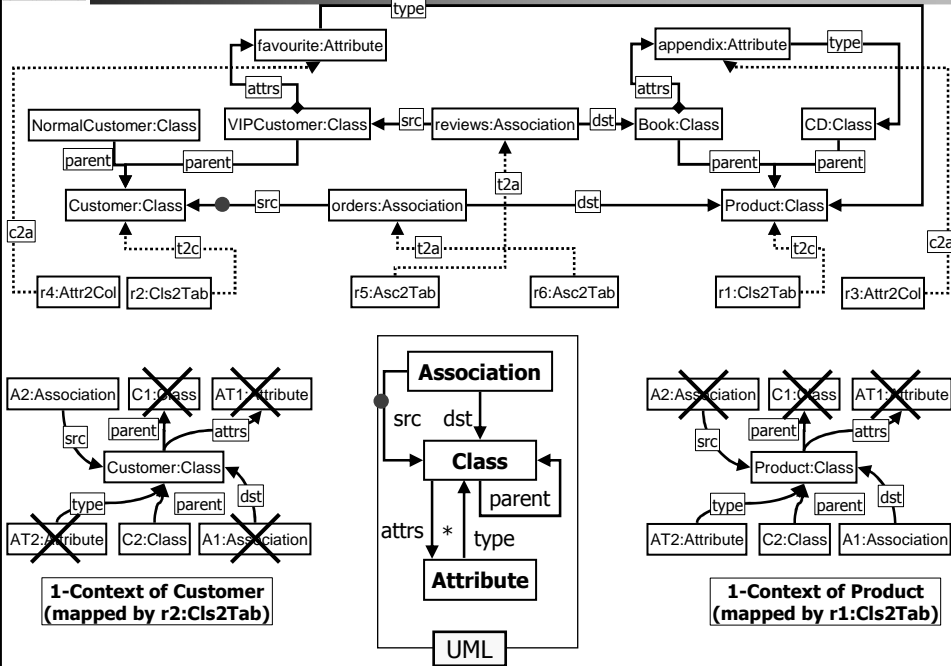 type
favourite:Attribute
appendix:Attribute
type
attrs
attrs
NormalCustomer:Class
VIPCustomer:Class
src
reviews:Association
dst
Book:Class
CD:Class
parent
parent
parent
parent
t2a
Customer:Class
src
orders:Association
dst
Product:Class
c2a
t2c
t2a
t2c
c2a
r4:Attr2Col
r2:Cls2Tab
r5:Asc2Tab
r6:Asc2Tab
r1:Cls2Tab
r3:Attr2Col
A2:Association
C1:Class
AT1:Attribute
src
parent
attrs
Customer:Class
type
parent
dst
AT2:Attribute
C2:Class
A1:Association
1-Context of Customer
(mapped by r2:Cls2Tab)
Association
src
dst
Class
parent
attrs
*
type
Attribute
UML
A2:Association
C1:Class
AT1:Attribute
src
parent
attrs
Product:Class
type
parent
dst
AT2:Attribute
C2:Class
A1:Association
1-Context of Product
(mapped by r1:Cls2Tab)